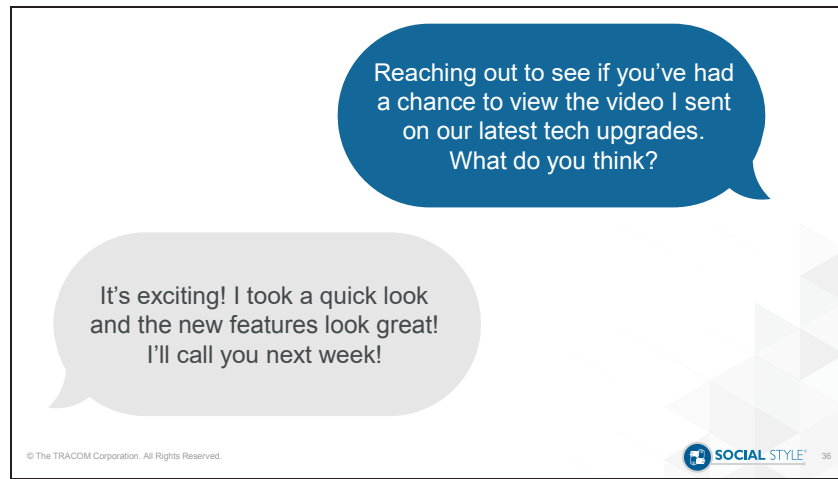 Reaching out to see if you’ve had
a chance to view the video I sent
on our latest tech upgrades.
What do you think?
It’s exciting! I took a quick look
and the new features look great!
I’ll call you next week!
© The TRACOM Corporation. All Rights Reserved.
SOCIAL STYLE® 36